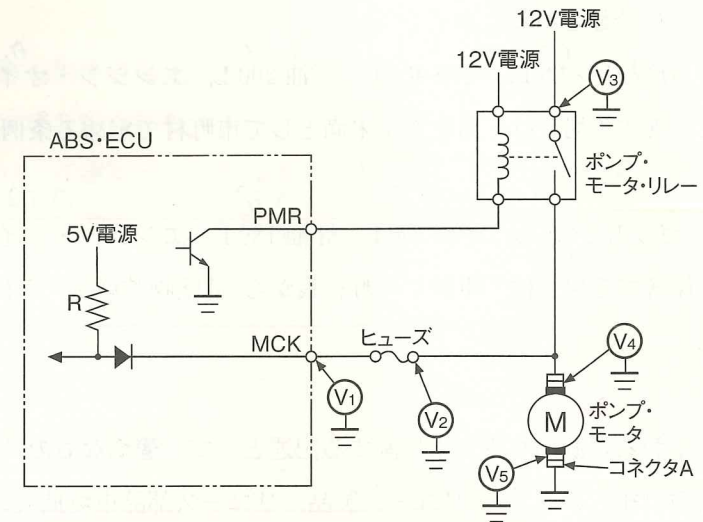 12V電源
12V電源
V3
ABS・ECU
ポンプ・
モータ・リレー
PMR
5V電源
R
MCK
ヒューズ
V1
V2
V4
M
ポンプ・
モータ
V5
コネクタA